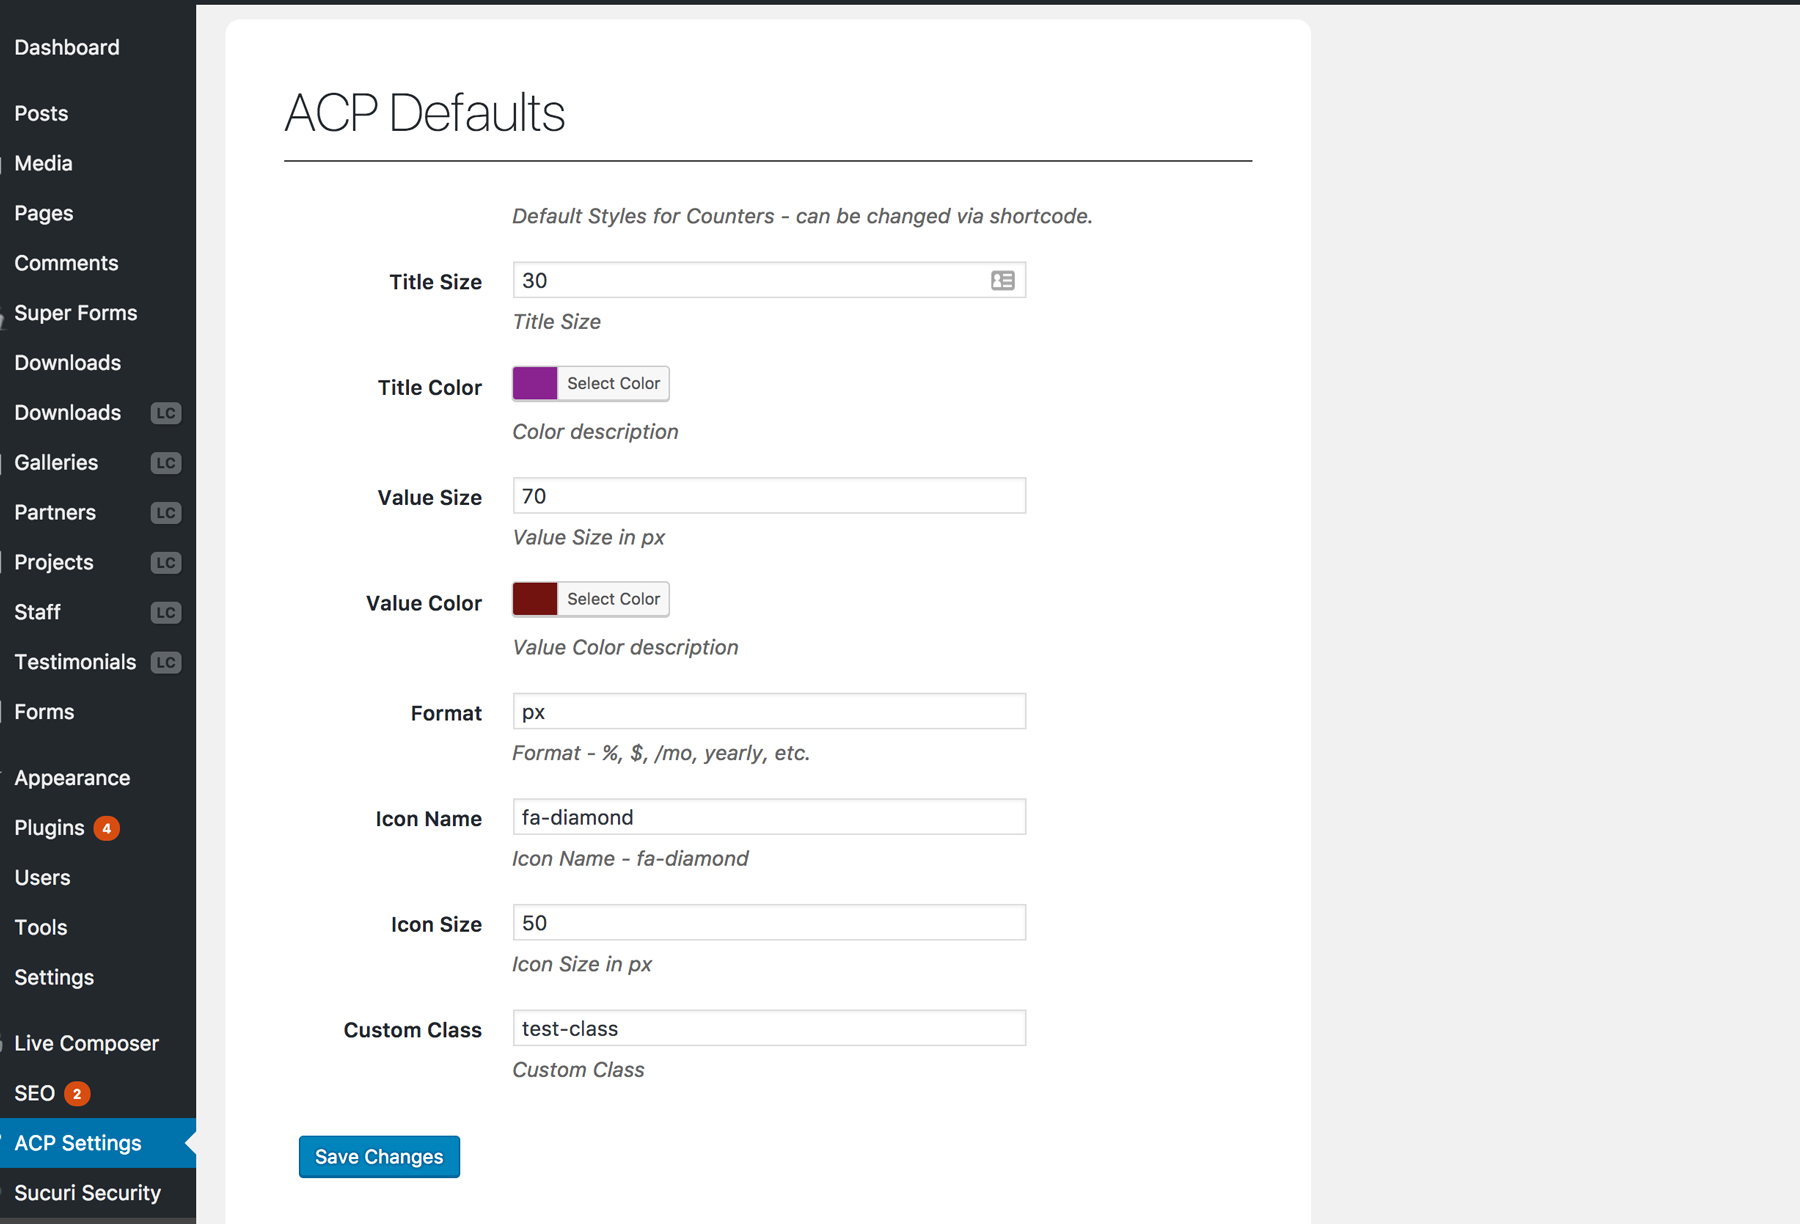 Dashboard
Posts
Media
Pages
Comments
Super Forms
Downloads
Downloads LC
Galleries LC
Partners LC
Projects LC
Staff LC
Testimonials LC
Forms
Appearance
Plugins 4
Users
Tools
Settings
Live Composer
SEO 2
ACP Settings
Sucuri Security
ACP Defaults
Default Styles for Counters - can be changed via shortcode.
Title Size 30
Title Size
Title Color Select Color
Color description
Value Size 70
Value Size in px
Value Color Select Color
Value Color description
Format px
Format - %, $, /mo, yearly, etc.
Icon Name fa-diamond
Icon Name - fa-diamond
Icon Size 50
Icon Size in px
Custom Class test-class
Custom Class
Save Changes